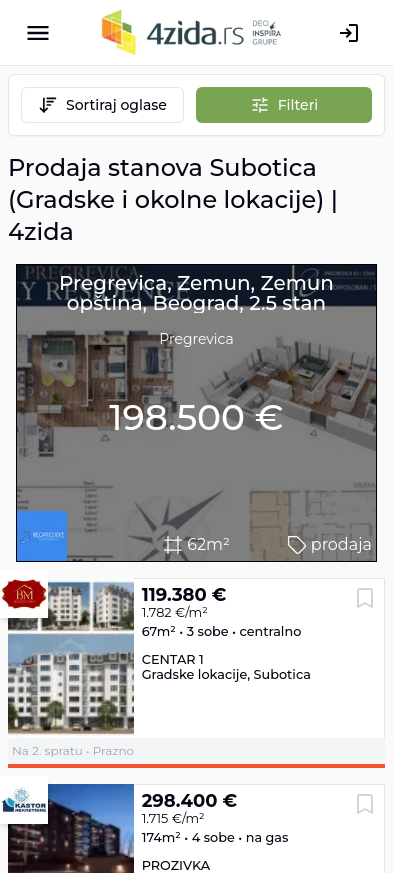 4zida.rs
DEO
INSPIRA
GRUPE
Sortiraj oglase
Filteri
Prodaja stanova Subotica
(Gradske i okolne lokacije) |
4zida
Pregrevica, Zemun, Zemun
opština, Beograd, 2.5 stan
Pregrevica
198.500 €
62m²
prodaja
BM
119.380 €
1.782 €/m²
67m² • 3 sobe • centralno
CENTAR 1
Gradske lokacije, Subotica
Na 2. spratu • Prazno
KASTOR
NEKRETNINE
298.400 €
1.715 €/m²
174m² • 4 sobe • na gas
PROZIVKA